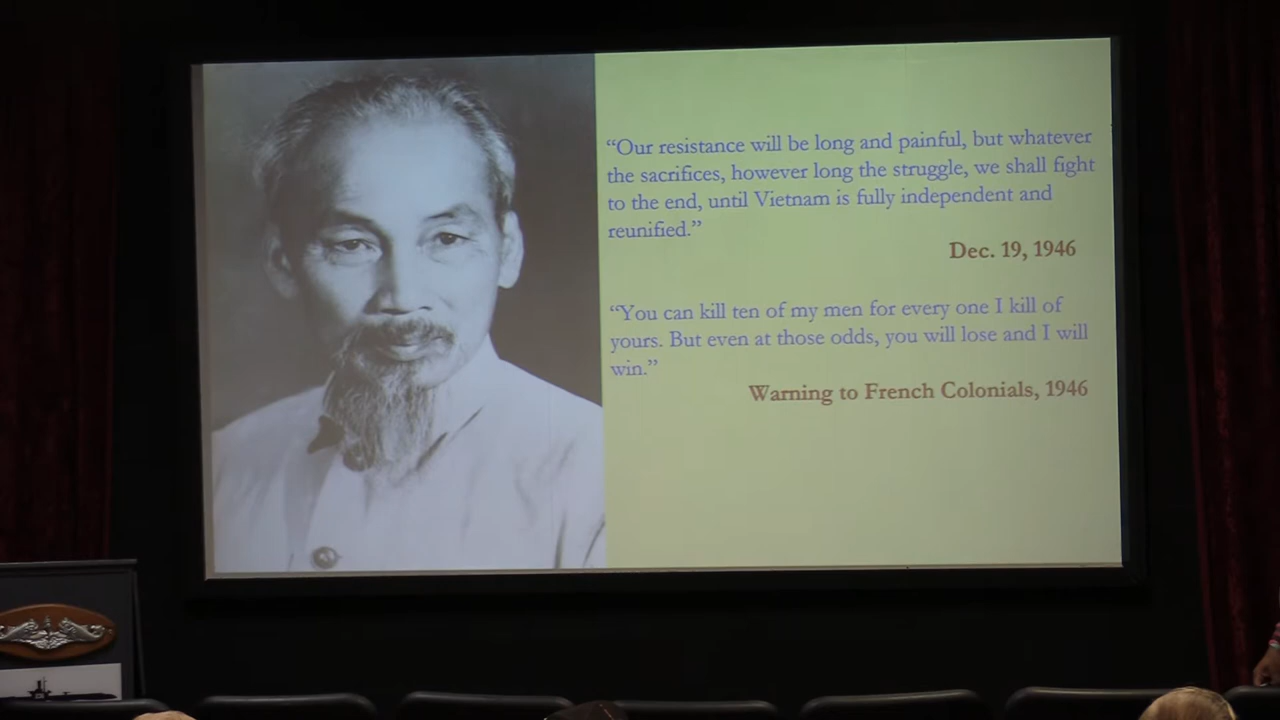 “Our resistance will be long and painful, but whatever
the sacrifices, however long the struggle, we shall fight
to the end, until Vietnam is fully independent and
reunified.”
Dec. 19, 1946
“You can kill ten of my men for every one I kill of
yours. But even at those odds, you will lose and I will
win.”
Warning to French Colonials, 1946